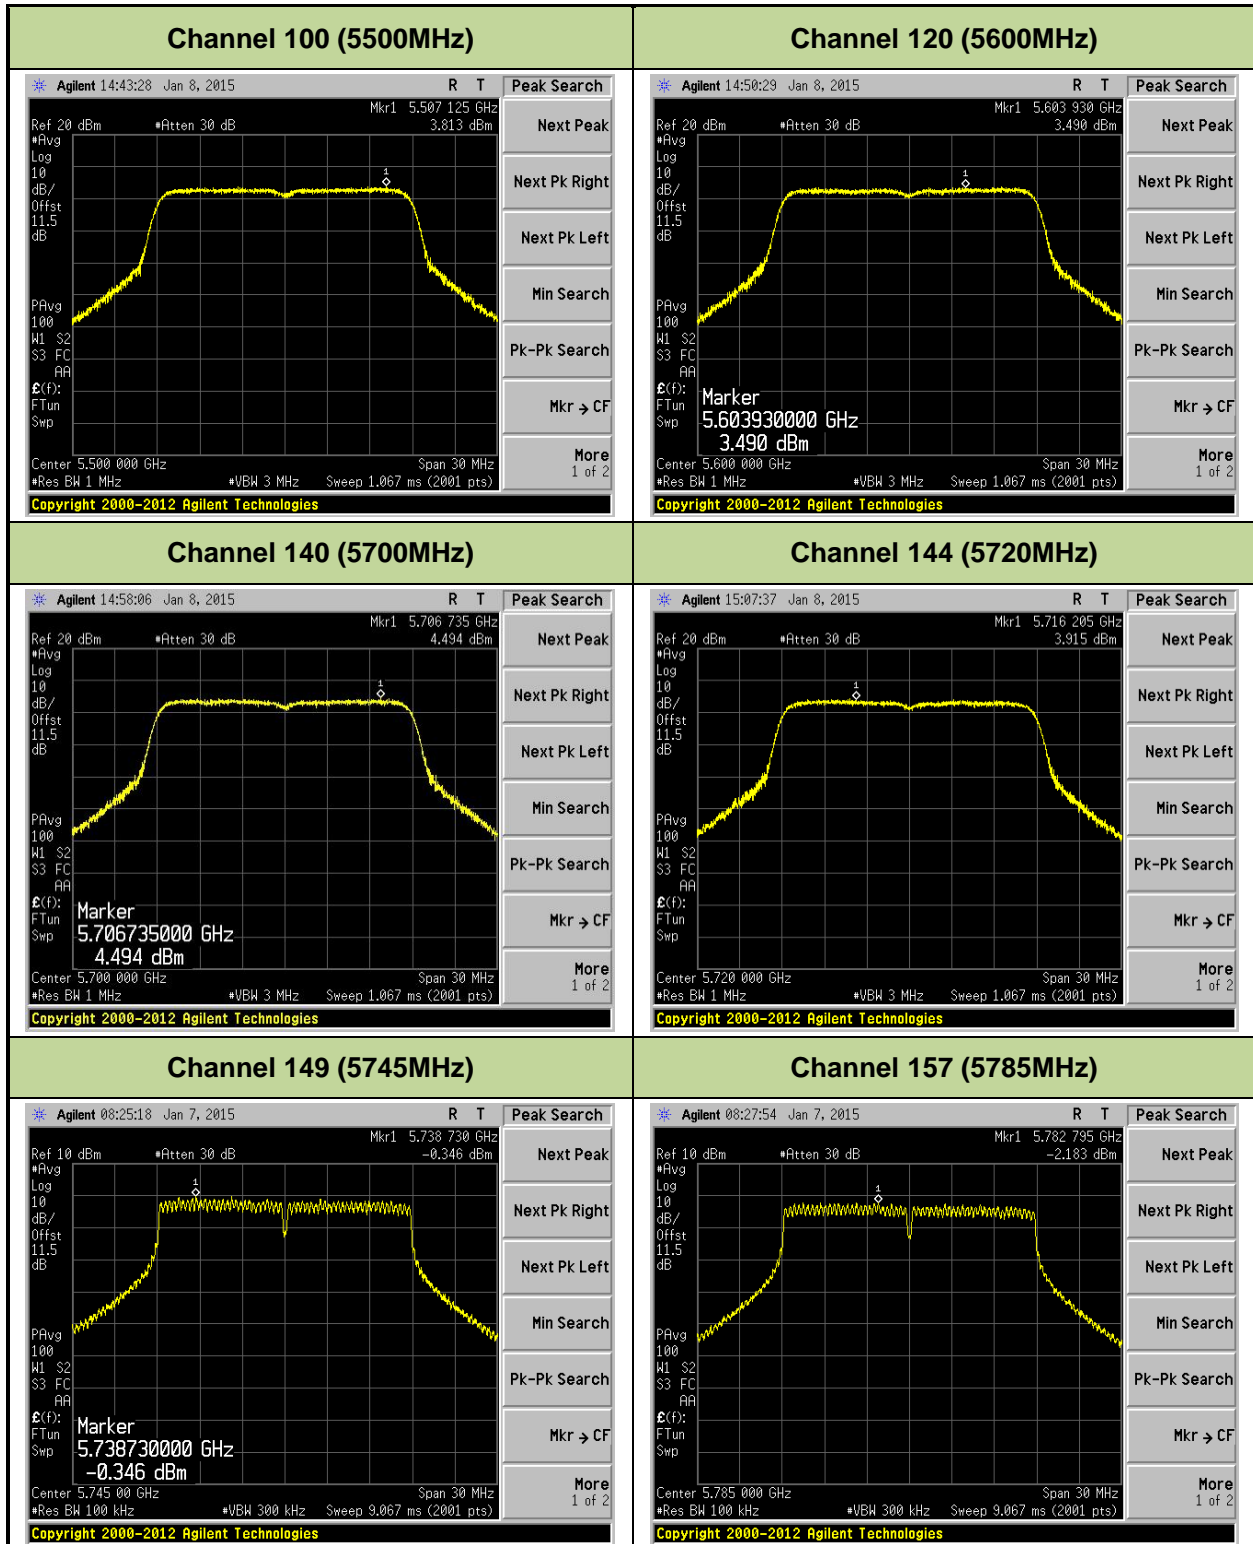 Channel 100 (5500MHz)
Agilent 14:43:28 Jan 8, 2015 R T Peak Search
Mkr1 5.507 125 GHz
Ref 20 dBm #Atten 30 dB 3.813 dBm
#Avg
Log
10
dB/
Offst
11.5
dB
1
PAvg
100
W1 S2
S3 FC
AA
£(f):
FTun
Swp
Center 5.500 000 GHz Span 30 MHz
#Res BW 1 MHz #VBW 3 MHz Sweep 1.067 ms (2001 pts)
Copyright 2000-2012 Agilent Technologies
Next Peak
Next Pk Right
Next Pk Left
Min Search
Pk-Pk Search
Mkr → CF
More
1 of 2
Channel 120 (5600MHz)
Agilent 14:50:29 Jan 8, 2015 R T Peak Search
Mkr1 5.603 930 GHz
Ref 20 dBm #Atten 30 dB 3.490 dBm
#Avg
Log
10
dB/
Offst
11.5
dB
1
PAvg
100
W1 S2
S3 FC
AA
£(f):
FTun
Swp
Marker
5.603930000 GHz
3.490 dBm
Center 5.600 000 GHz Span 30 MHz
#Res BW 1 MHz #VBW 3 MHz Sweep 1.067 ms (2001 pts)
Copyright 2000-2012 Agilent Technologies
Next Peak
Next Pk Right
Next Pk Left
Min Search
Pk-Pk Search
Mkr → CF
More
1 of 2
Channel 140 (5700MHz)
Agilent 14:58:06 Jan 8, 2015 R T Peak Search
Mkr1 5.706 735 GHz
Ref 20 dBm #Atten 30 dB 4.494 dBm
#Avg
Log
10
dB/
Offst
11.5
dB
1
PAvg
100
W1 S2
S3 FC
AA
£(f):
FTun
Swp
Marker
5.706735000 GHz
4.494 dBm
Center 5.700 000 GHz Span 30 MHz
#Res BW 1 MHz #VBW 3 MHz Sweep 1.067 ms (2001 pts)
Copyright 2000-2012 Agilent Technologies
Next Peak
Next Pk Right
Next Pk Left
Min Search
Pk-Pk Search
Mkr → CF
More
1 of 2
Channel 144 (5720MHz)
Agilent 15:07:37 Jan 8, 2015 R T Peak Search
Mkr1 5.716 205 GHz
Ref 20 dBm #Atten 30 dB 3.915 dBm
#Avg
Log
10
dB/
Offst
11.5
dB
1
PAvg
100
W1 S2
S3 FC
AA
£(f):
FTun
Swp
Center 5.720 000 GHz Span 30 MHz
#Res BW 1 MHz #VBW 3 MHz Sweep 1.067 ms (2001 pts)
Copyright 2000-2012 Agilent Technologies
Next Peak
Next Pk Right
Next Pk Left
Min Search
Pk-Pk Search
Mkr → CF
More
1 of 2
Channel 149 (5745MHz)
Agilent 08:25:18 Jan 7, 2015 R T Peak Search
Mkr1 5.738 730 GHz
Ref 10 dBm #Atten 30 dB -0.346 dBm
#Avg
Log
10
dB/
Offst
11.5
dB
1
PAvg
100
W1 S2
S3 FC
AA
£(f):
FTun
Swp
Marker
5.738730000 GHz
-0.346 dBm
Center 5.745 00 GHz Span 30 MHz
#Res BW 100 kHz #VBW 300 kHz Sweep 9.067 ms (2001 pts)
Copyright 2000-2012 Agilent Technologies
Next Peak
Next Pk Right
Next Pk Left
Min Search
Pk-Pk Search
Mkr → CF
More
1 of 2
Channel 157 (5785MHz)
Agilent 08:27:54 Jan 7, 2015 R T Peak Search
Mkr1 5.782 795 GHz
Ref 10 dBm #Atten 30 dB -2.183 dBm
#Avg
Log
10
dB/
Offst
11.5
dB
1
PAvg
100
W1 S2
S3 FC
AA
£(f):
FTun
Swp
Center 5.785 000 GHz Span 30 MHz
#Res BW 100 kHz #VBW 300 kHz Sweep 9.067 ms (2001 pts)
Copyright 2000-2012 Agilent Technologies
Next Peak
Next Pk Right
Next Pk Left
Min Search
Pk-Pk Search
Mkr → CF
More
1 of 2